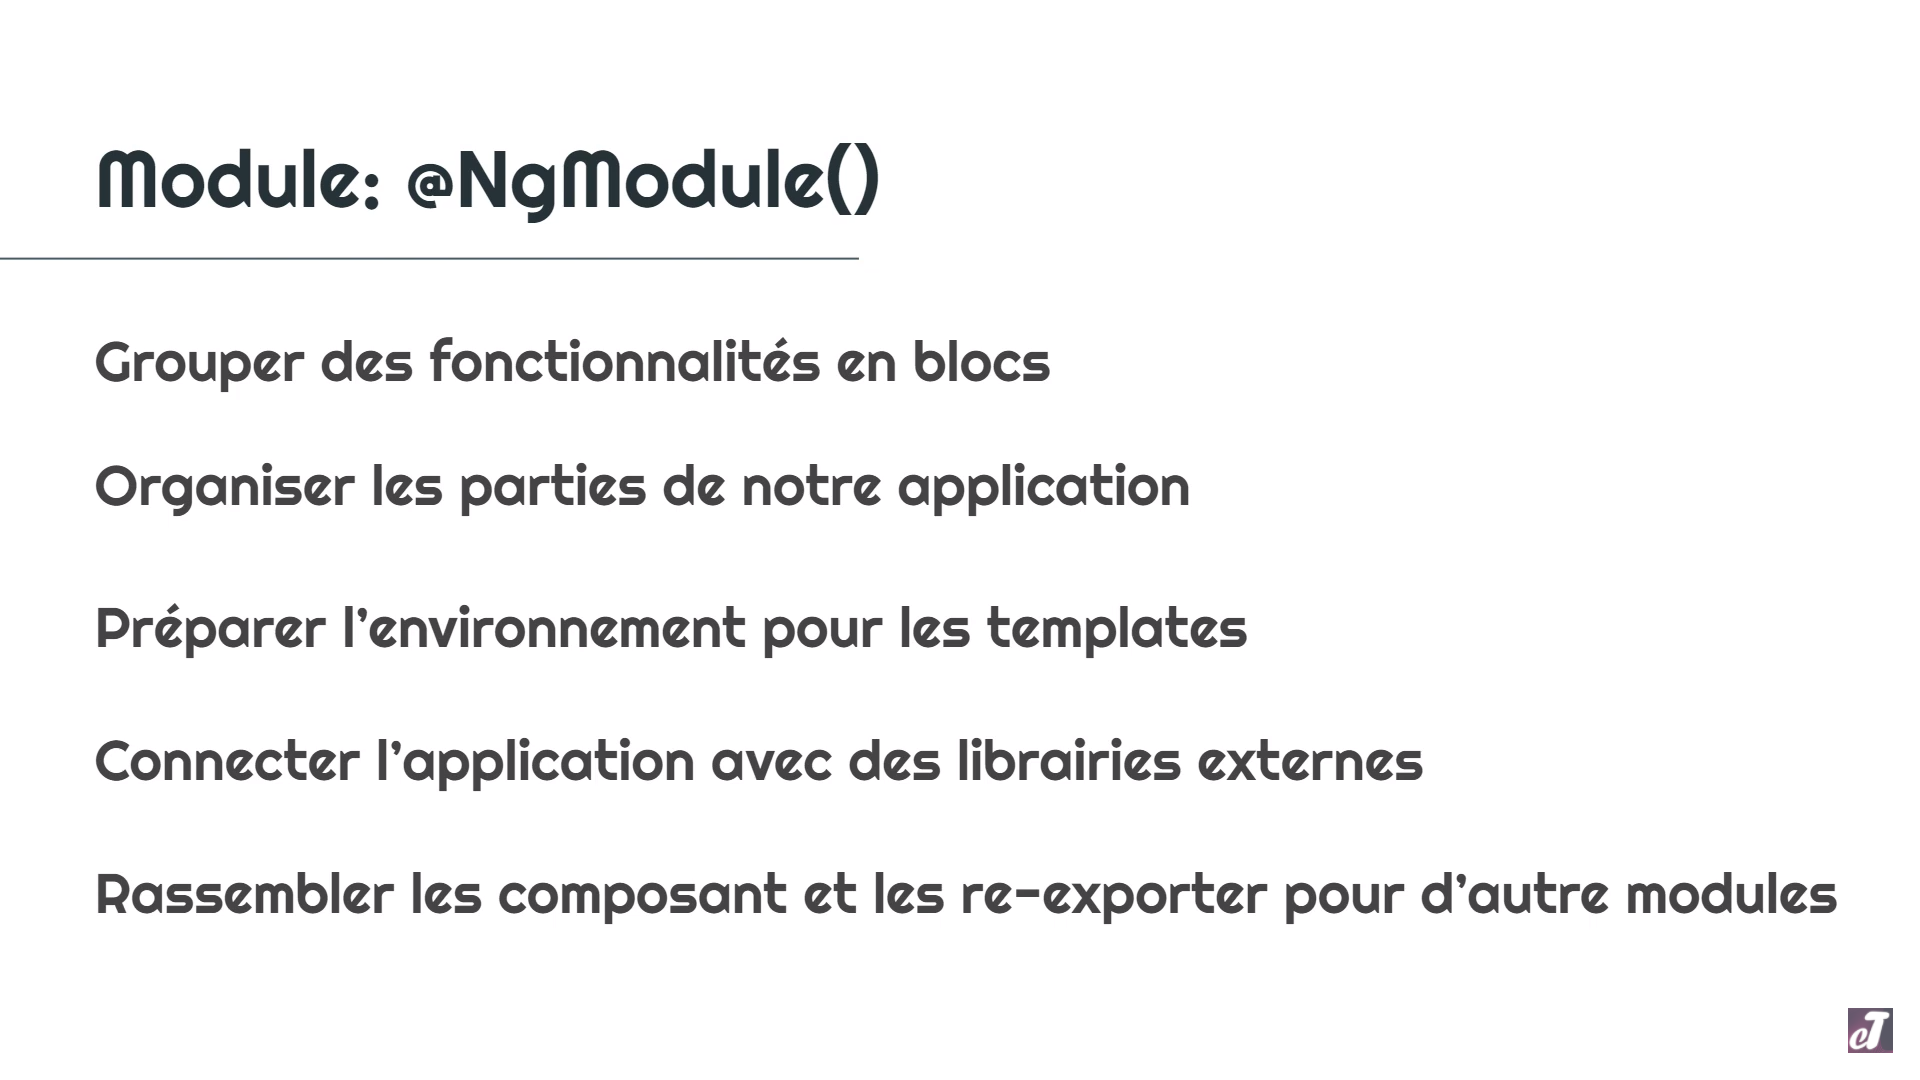 Module: @NgModule()
Grouper des fonctionnalités en blocs
Organiser les parties de notre application
Préparer l’environnement pour les templates
Connecter l’application avec des librairies externes
Rassembler les composant et les re-exporter pour d’autre modules
eT